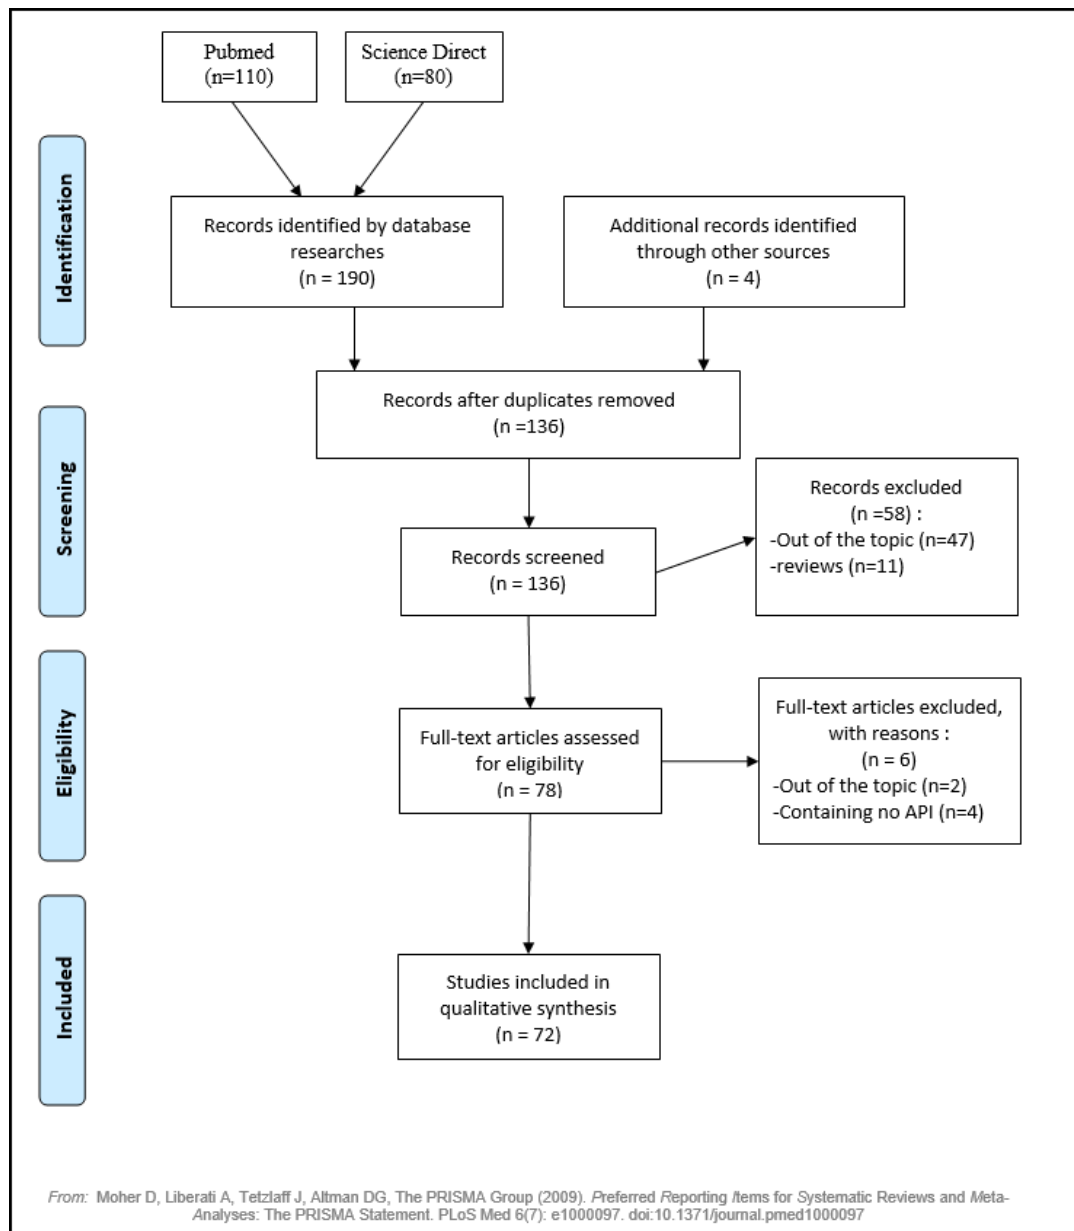 Pubmed
(n=110)
Science Direct
(n=80)
Identification
Records identified by database
researches
(n = 190)
Additional records identified
through other sources
(n = 4)
Records after duplicates removed
(n =136)
Screening
Records screened
(n = 136)
Records excluded
(n =58) :
-Out of the topic (n=47)
-reviews (n=11)
Eligibility
Full-text articles assessed
for eligibility
(n = 78)
Full-text articles excluded,
with reasons :
(n = 6)
-Out of the topic (n=2)
-Containing no API (n=4)
Included
Studies included in
qualitative synthesis
(n = 72)
From: Moher D, Liberati A, Tetzlaff J, Altman DG, The PRISMA Group (2009). Preferred Reporting Items for Systematic Reviews and Meta-
Analyses: The PRISMA Statement. PLoS Med 6(7): e1000097. doi:10.1371/journal.pmed1000097